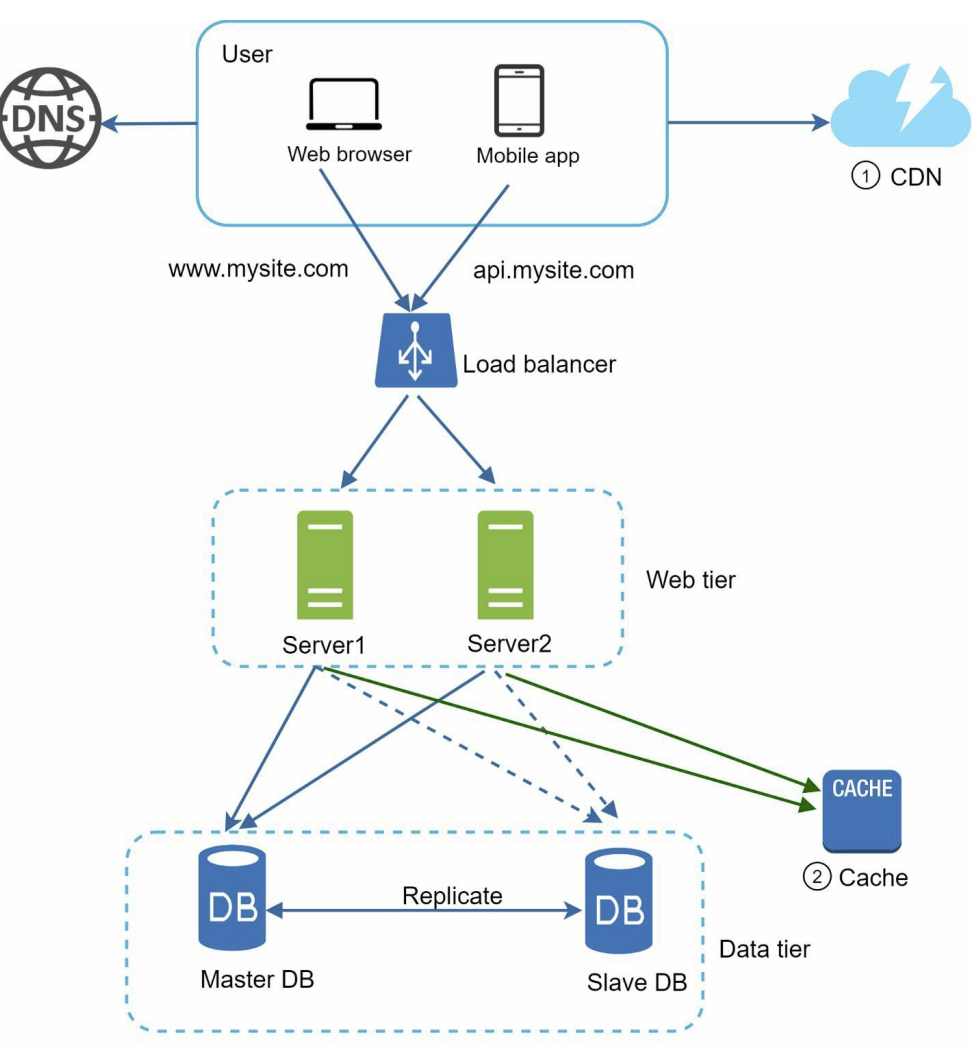 User
DNS
Web browser
Mobile app
1 CDN
www.mysite.com
api.mysite.com
Load balancer
Web tier
Server1
Server2
CACHE
2 Cache
Replicate
DB
DB
Data tier
Master DB
Slave DB